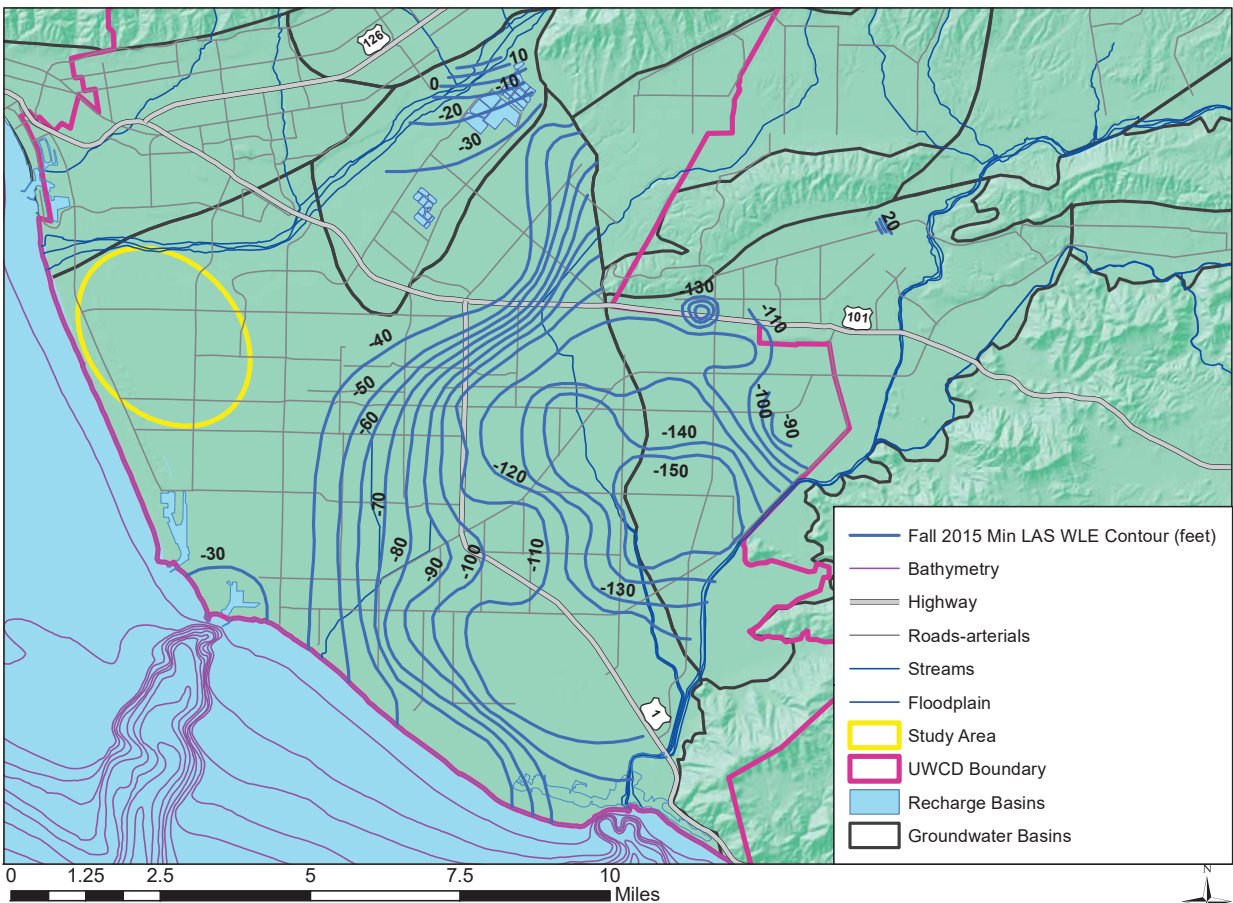 126
10
0
-10
-20
-30
20
-130
-110
101
-40
-50
-60
-100
-90
-140
-150
-120
-70
-80
-90
-100
-110
-130
-30
1
Fall 2015 Min LAS WLE Contour (feet)
Bathymetry
Highway
Roads-arterials
Streams
Floodplain
Study Area
UWCD Boundary
Recharge Basins
Groundwater Basins
0 1.25 2.5 5 7.5 10
Miles
N